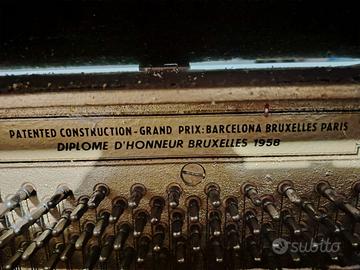 PATENTED CONSTRUCTION-GRAND PRIX: BARCELONA BRUXELLES PARIS
DIPLOME D'HONNEUR BRUXELLES 1958
subito